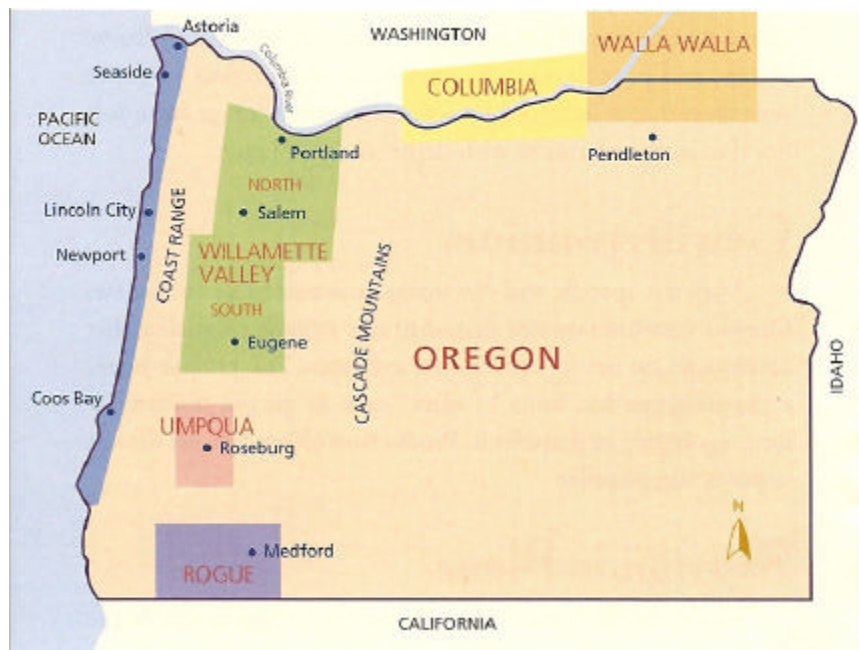 Astoria
WASHINGTON
WALLA WALLA
Seaside
Columbia River
COLUMBIA
PACIFIC
OCEAN
Portland
Pendleton
NORTH
Lincoln City
Salem
COAST RANGE
Newport
WILLAMETTE
VALLEY
CASCADE MOUNTAINS
SOUTH
Eugene
OREGON
IDAHO
Coos Bay
UMPQUA
Roseburg
N
Medford
ROGUE
CALIFORNIA